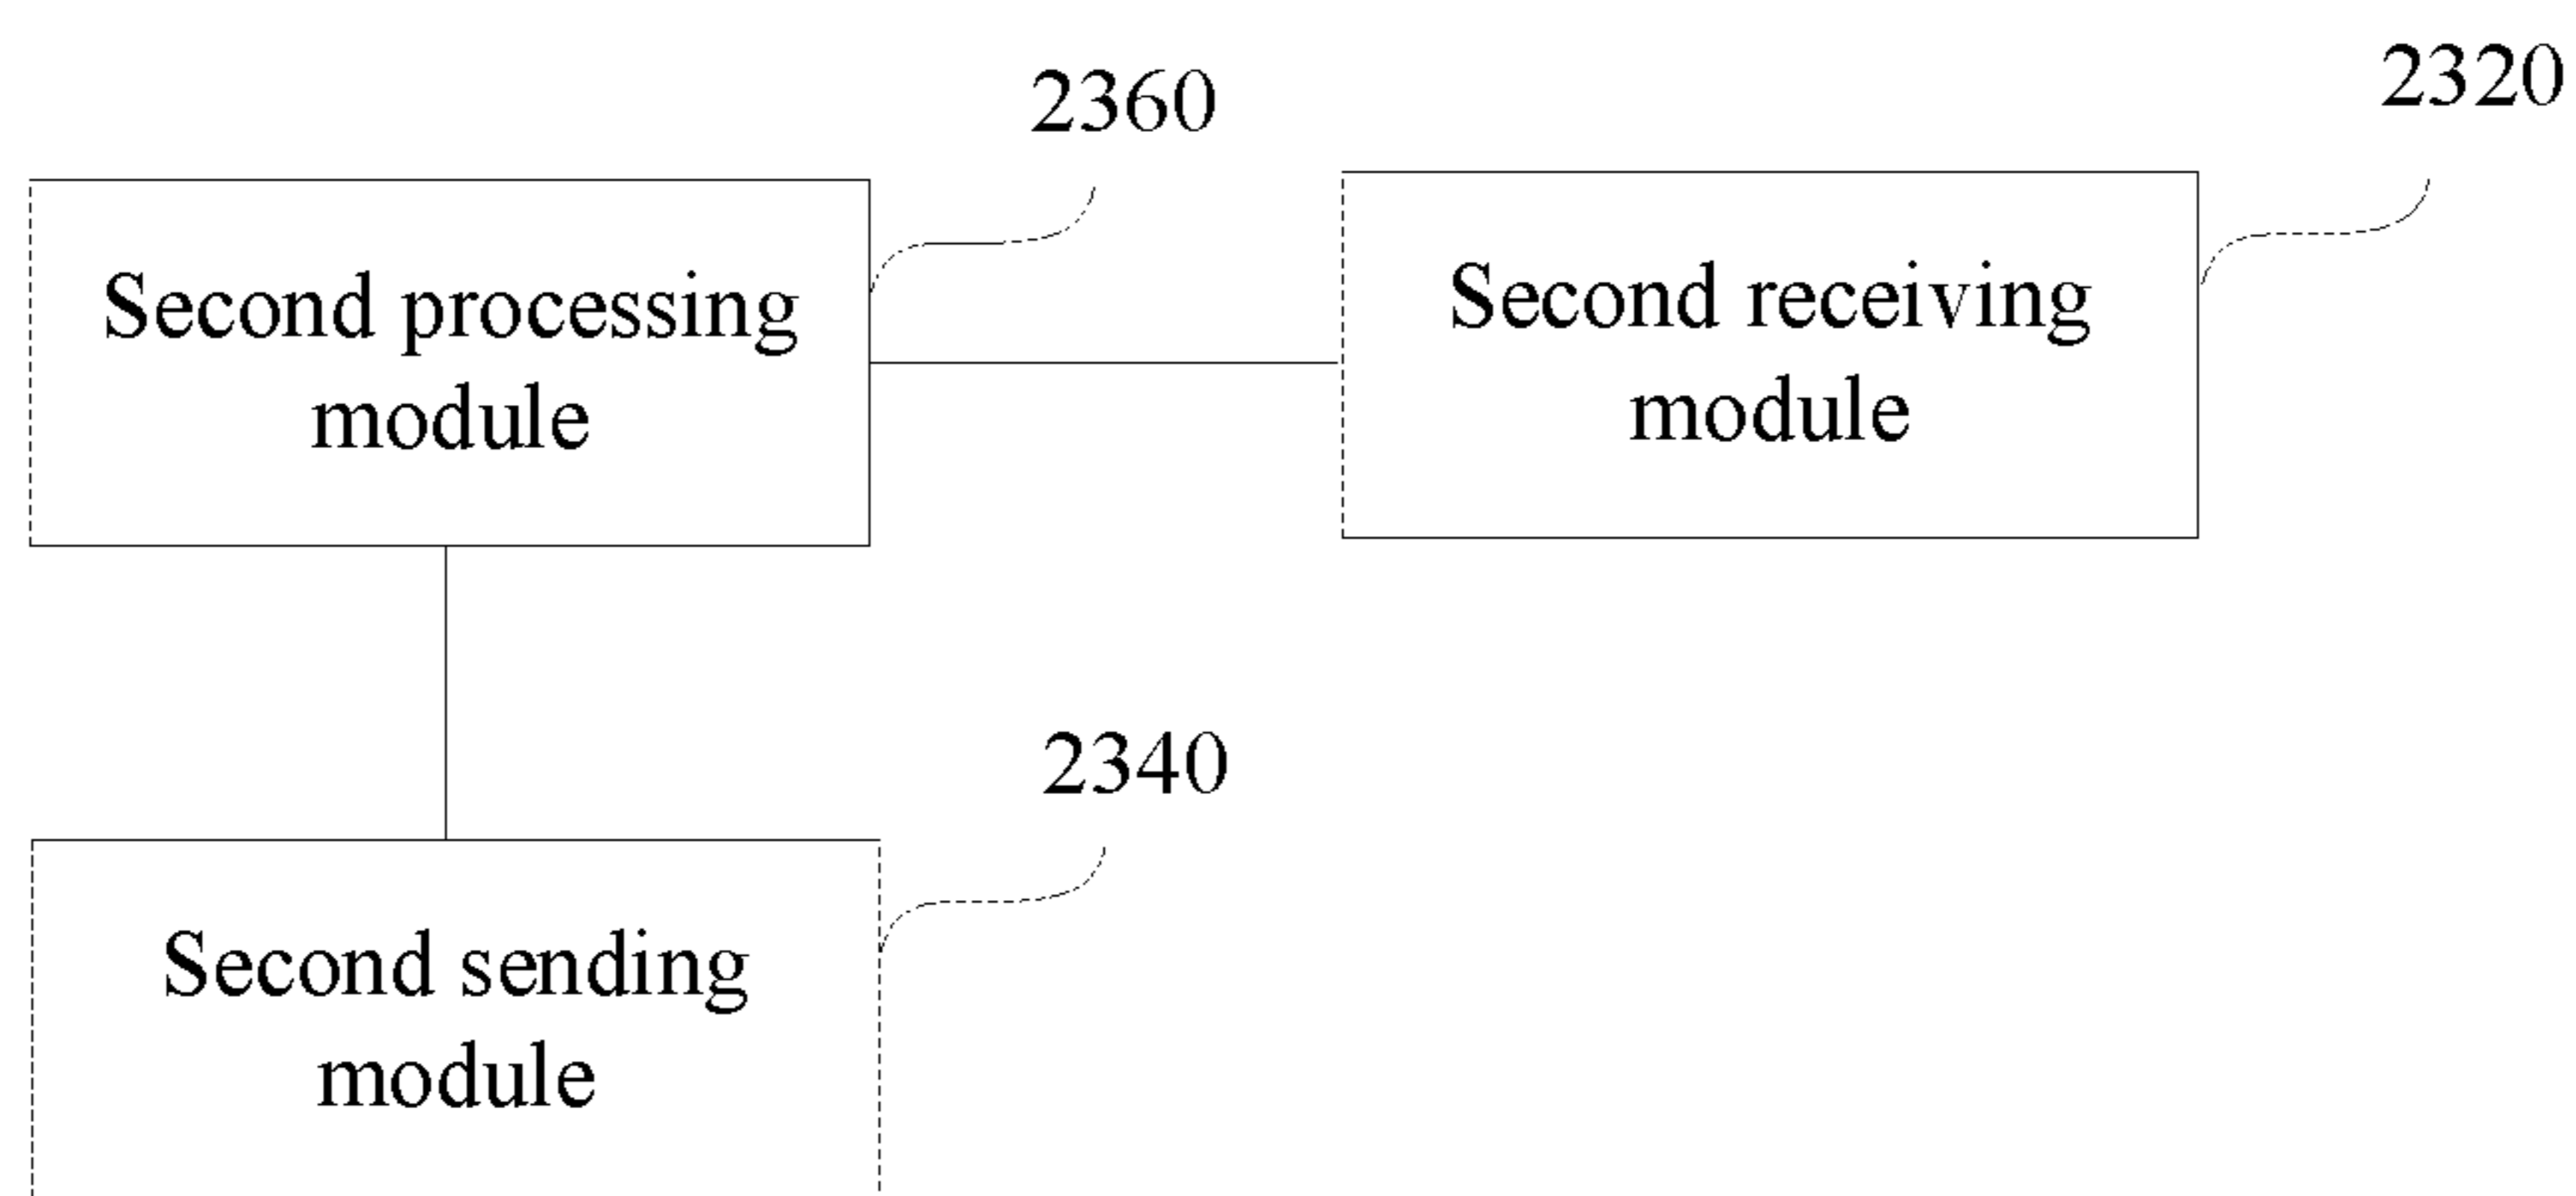 2360
2320
Second processing
module
Second receiving
module
2340
Second sending
module